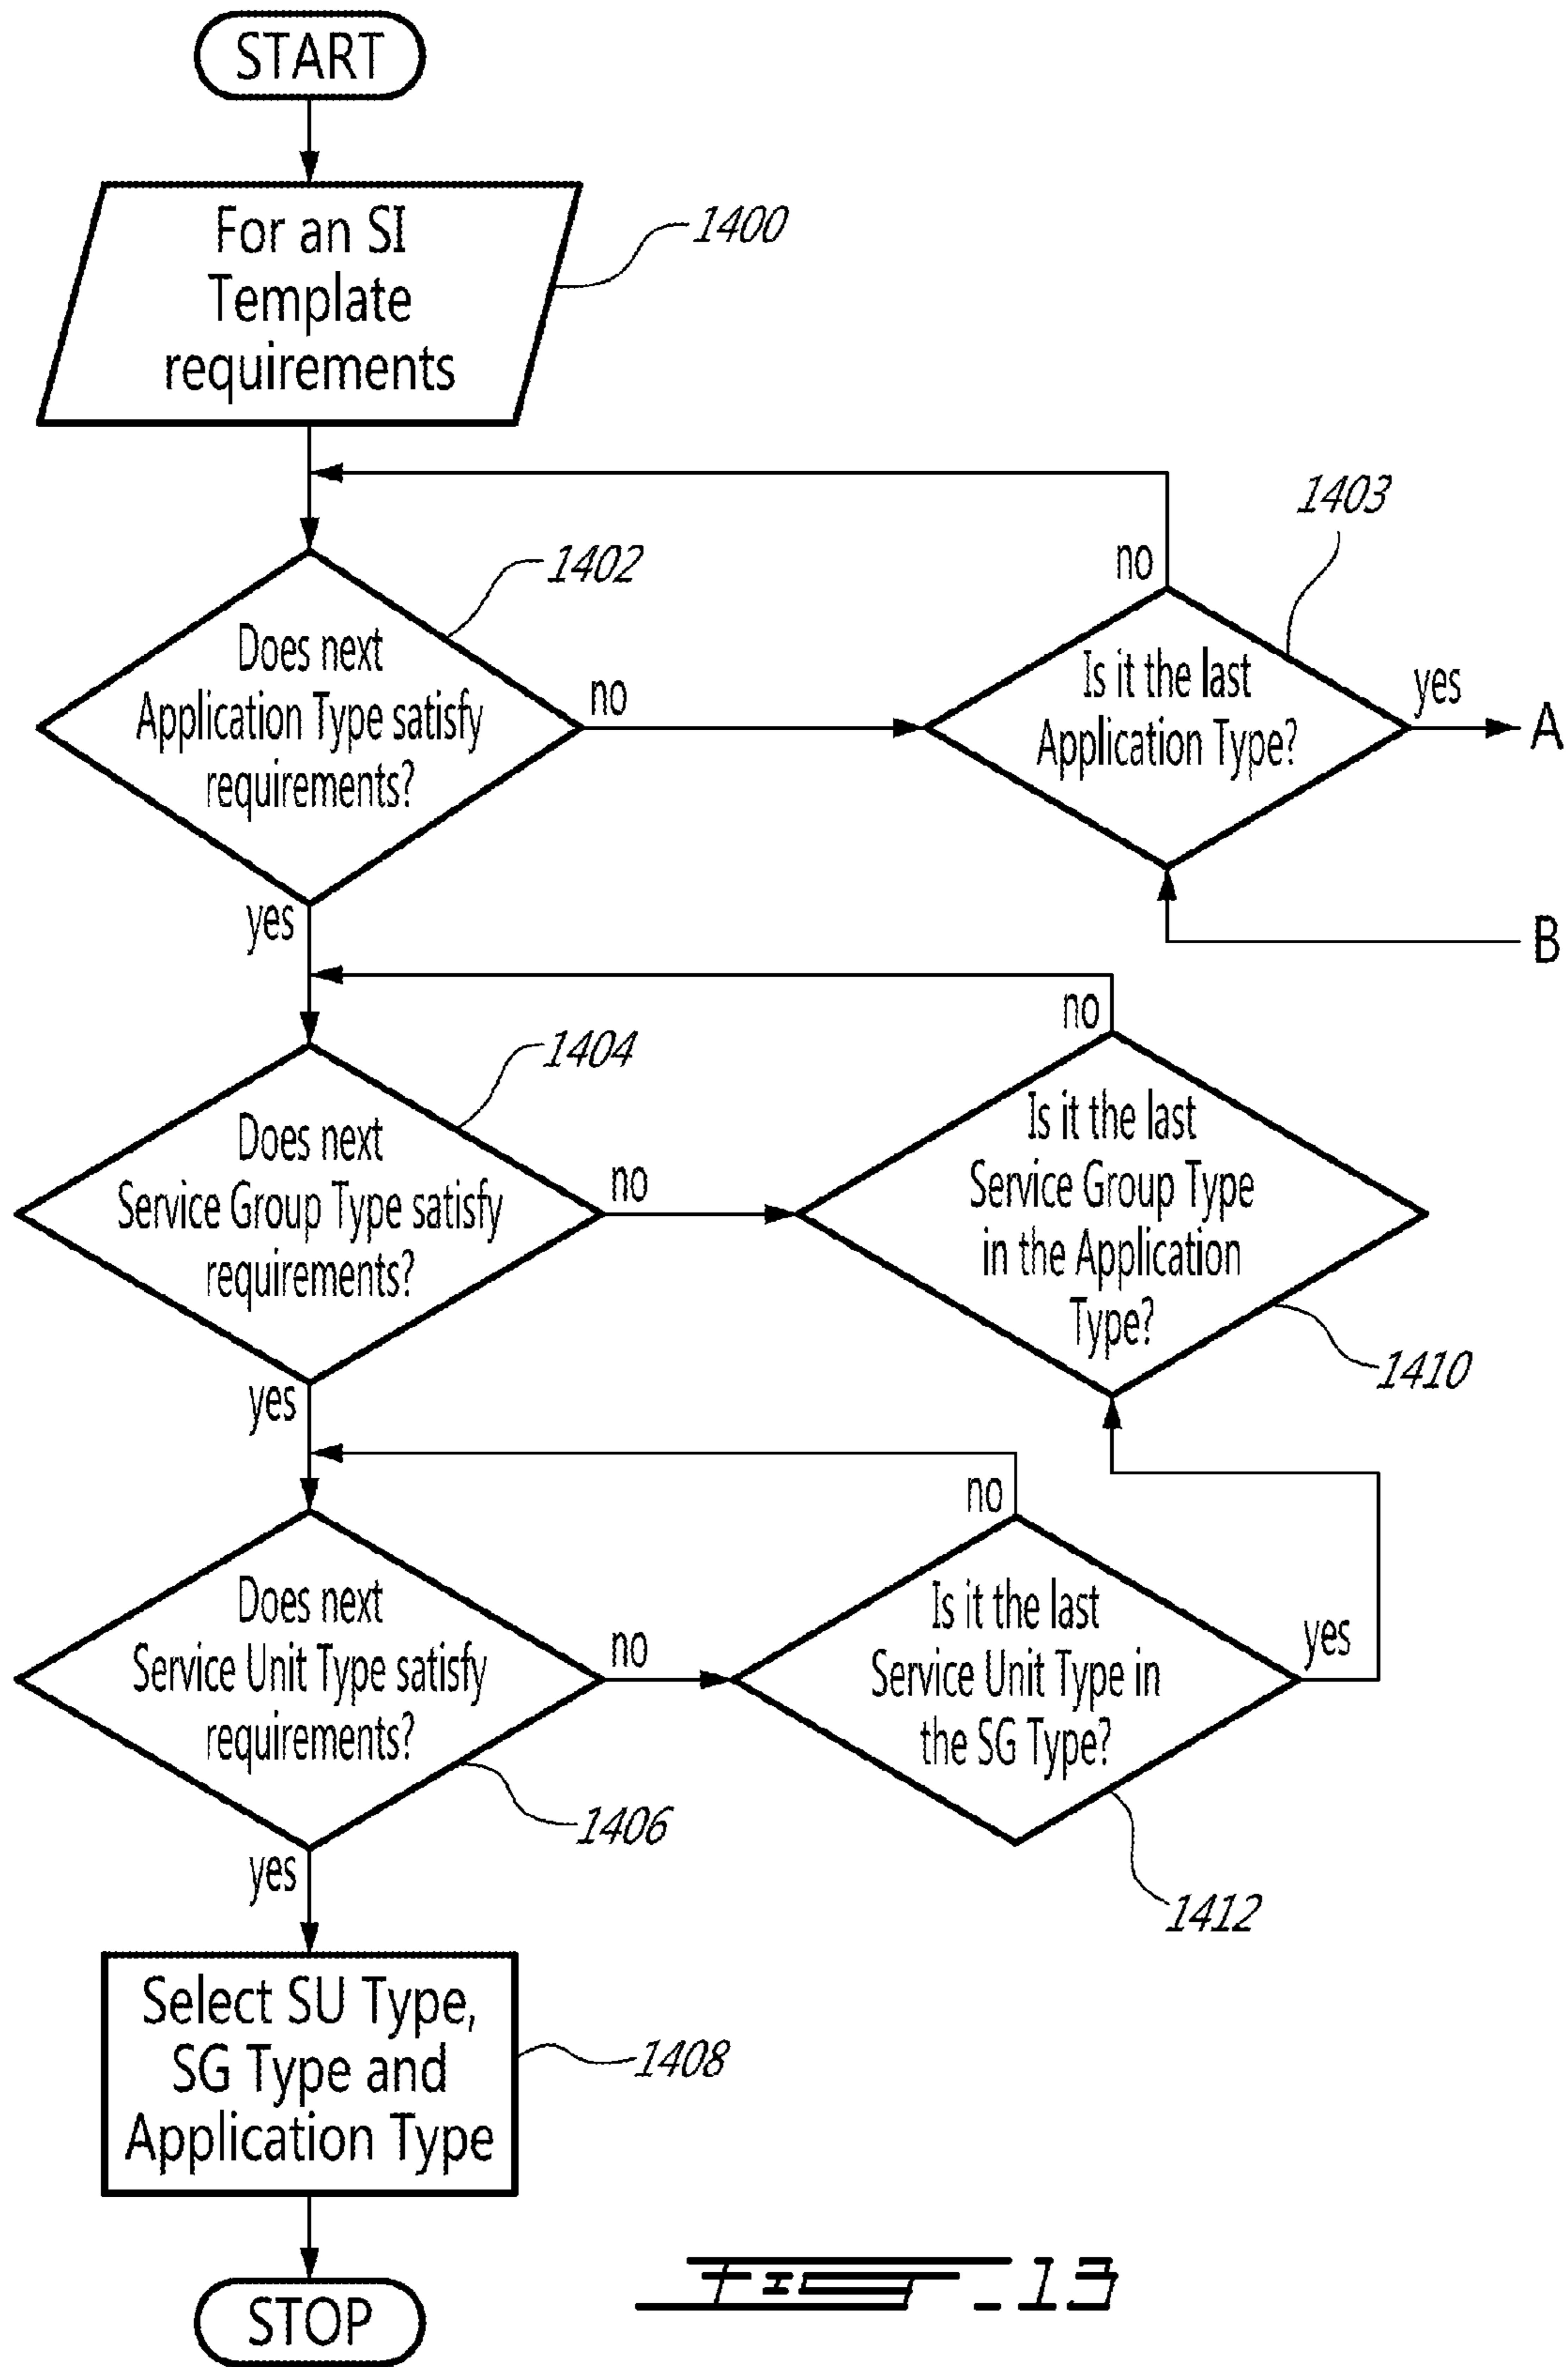 START
For an SI
Template
requirements
1400
1403
no
1402
Does next
Application Type satisfy
requirements?
no
Is it the last
Application Type?
yes
A
yes
B
no
1404
Does next
Service Group Type satisfy
requirements?
no
Is it the last
Service Group Type
in the Application
Type?
1410
yes
no
Does next
Service Unit Type satisfy
requirements?
no
Is it the last
Service Unit Type in
the SG Type?
yes
1406
yes
1412
Select SU Type,
SG Type and
Application Type
1408
STOP
FIG_13